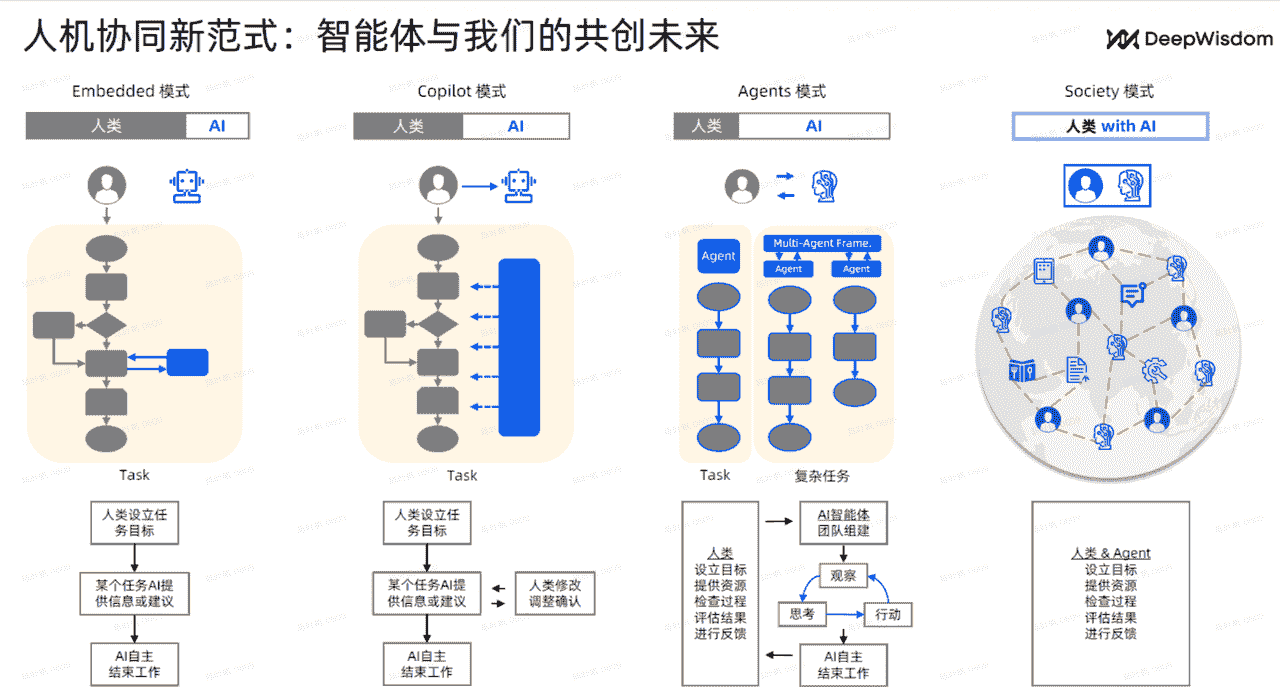 人机协同新范式：智能体与我们的共创未来
DeepWisdom
Embedded 模式
人类
AI
Task
人类设立任
务目标
某个任务AI提
供信息或建议
AI自主
结束工作
Copilot 模式
人类
AI
Task
人类设立任
务目标
某个任务AI提
供信息或建议
人类修改
调整确认
AI自主
结束工作
Agents 模式
人类
AI
Agent
Multi-Agent Frame.
Agent
Agent
Task
复杂任务
人类
设立目标
提供资源
检查过程
评估结果
进行反馈
AI智能体
团队组建
观察
思考
行动
AI自主
结束工作
Society 模式
人类 with AI
人类 & Agent
设立目标
提供资源
检查过程
评估结果
进行反馈